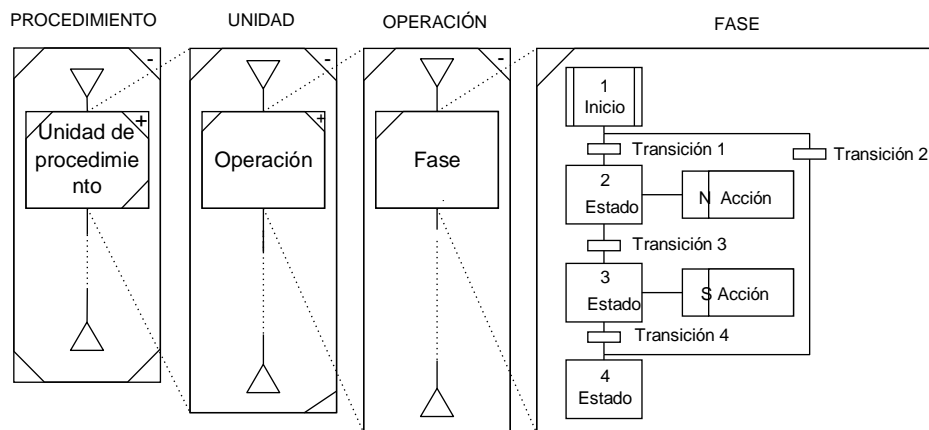 PROCEDIMIENTO
UNIDAD
OPERACIÓN
FASE
-
-
-
+
Unidad de
procedimie
nto
+
Operación
Fase
1
Inicio
Transición 1
Transición 2
2
Estado
N Acción
Transición 3
3
Estado
S Acción
Transición 4
4
Estado